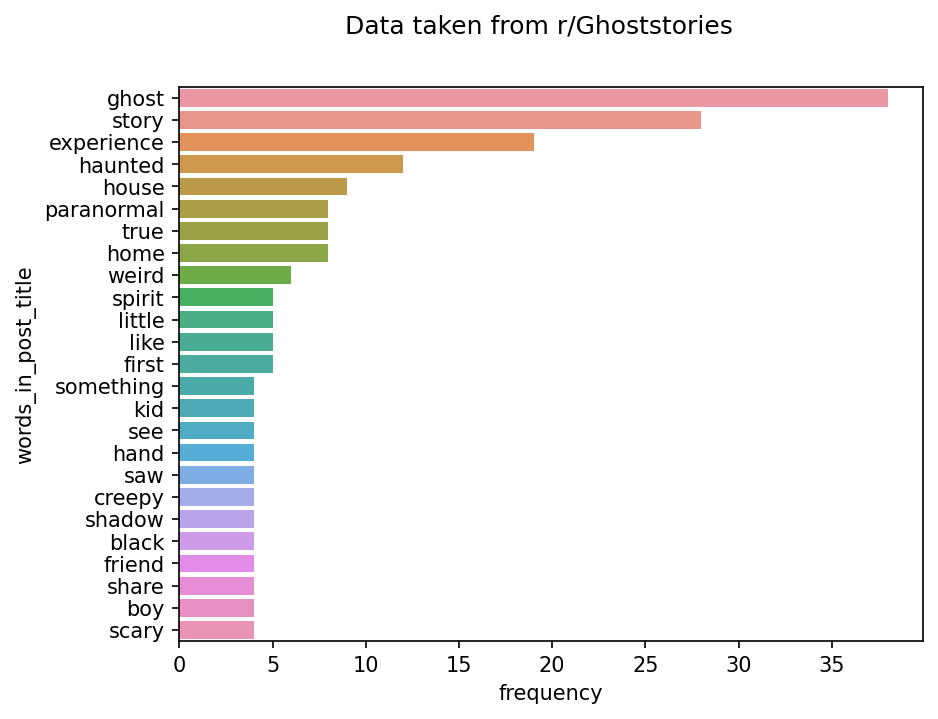 Data taken from r/Ghoststories
words_in_post_title
ghost
story
experience
haunted
house
paranormal
true
home
weird
spirit
little
like
first
something
kid
see
hand
saw
creepy
shadow
black
friend
share
boy
scary
0 5 10 15 20 25 30 35
frequency